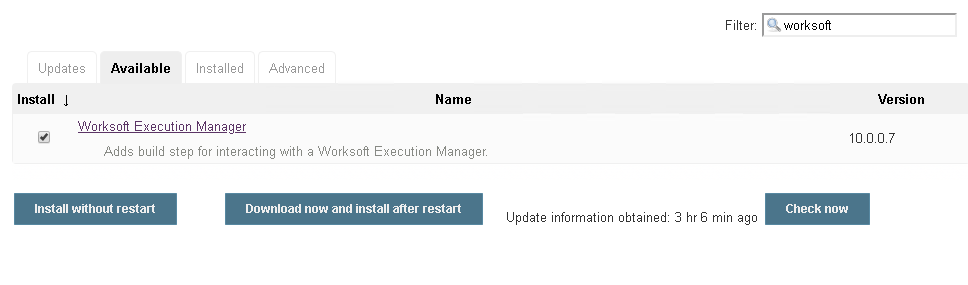 Filter: worksoft
Updates Available Installed Advanced
Install ↓ Name Version
Worksoft Execution Manager 10.0.0.7
Adds build step for interacting with a Worksoft Execution Manager.
Install without restart Download now and install after restart Update information obtained: 3 hr 6 min ago Check now